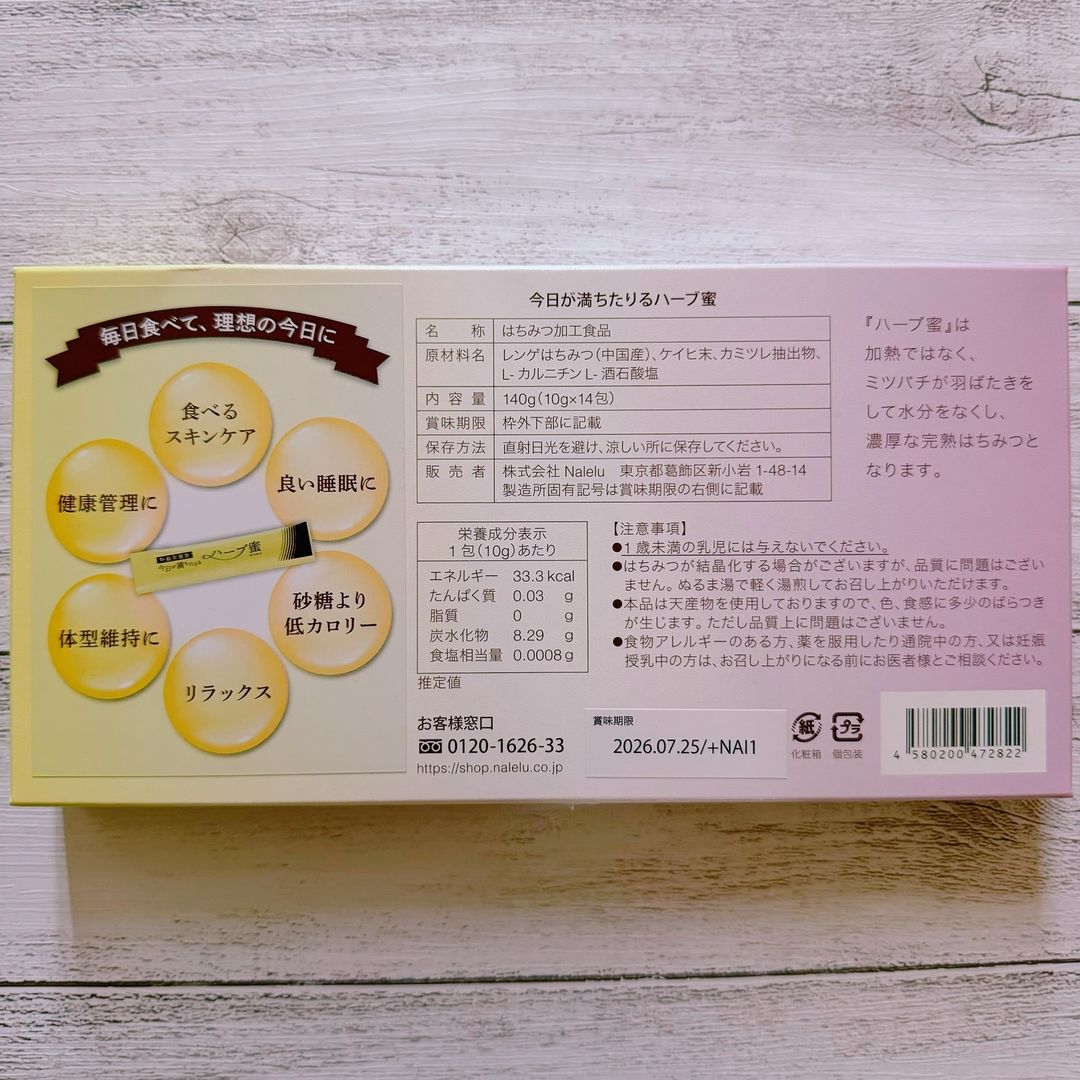 毎日食べて、理想の今日に
食べる
スキンケア
良い睡眠に
砂糖より
低カロリー
リラックス
体型維持に
健康管理に
今日が満ちたりる
ハーブ蜜
今日が満ちたりるハーブ蜜
名 称 はちみつ加工食品
原材料名 レンゲはちみつ(中国産)、ケイヒ末、カミツレ抽出物、
L-カルニチンL-酒石酸塩
内容量 140g(10g×14包)
賞味期限 枠外下部に記載
保存方法 直射日光を避け、涼しい所に保存してください。
販売者 株式会社 Nalelu 東京都葛飾区新小岩 1-48-14
製造所固有記号は賞味期限の右側に記載
『ハーブ蜜』は
加熱ではなく、
ミツバチが羽ばたきを
して水分をなくし、
濃厚な完熟はちみつと
なります。
栄養成分表示
1包(10g)あたり
エネルギー 33.3 kcal
たんぱく質 0.03 g
脂質 0 g
炭水化物 8.29 g
食塩相当量 0.0008 g
推定値
【注意事項】
●1歳未満の乳児には与えないでください。
●はちみつが結晶化する場合がございますが、品質に問題はござい
ません。ぬるま湯で軽く湯煎してお召し上がりいただけます。
●本品は天産物を使用しておりますので、色、食感に多少のばらつき
が生じます。ただし品質上に問題はございません。
●食物アレルギーのある方、薬を服用したり通院中の方、又は妊娠
授乳中の方は、お召し上がりになる前にお医者様とご相談ください。
お客様窓口
0120-1626-33
https://shop.nalelu.co.jp
賞味期限
2026.07.25/+NAI1
紙
化粧箱
プラ
個包装
4 580200 472822